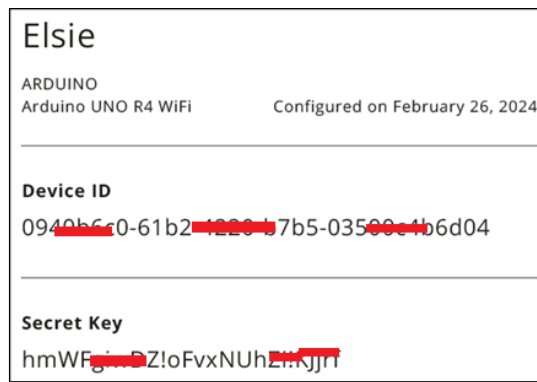 Elsie
ARDUINO
Arduino UNO R4 WiFi Configured on February 26, 2024
Device ID
Secret Key